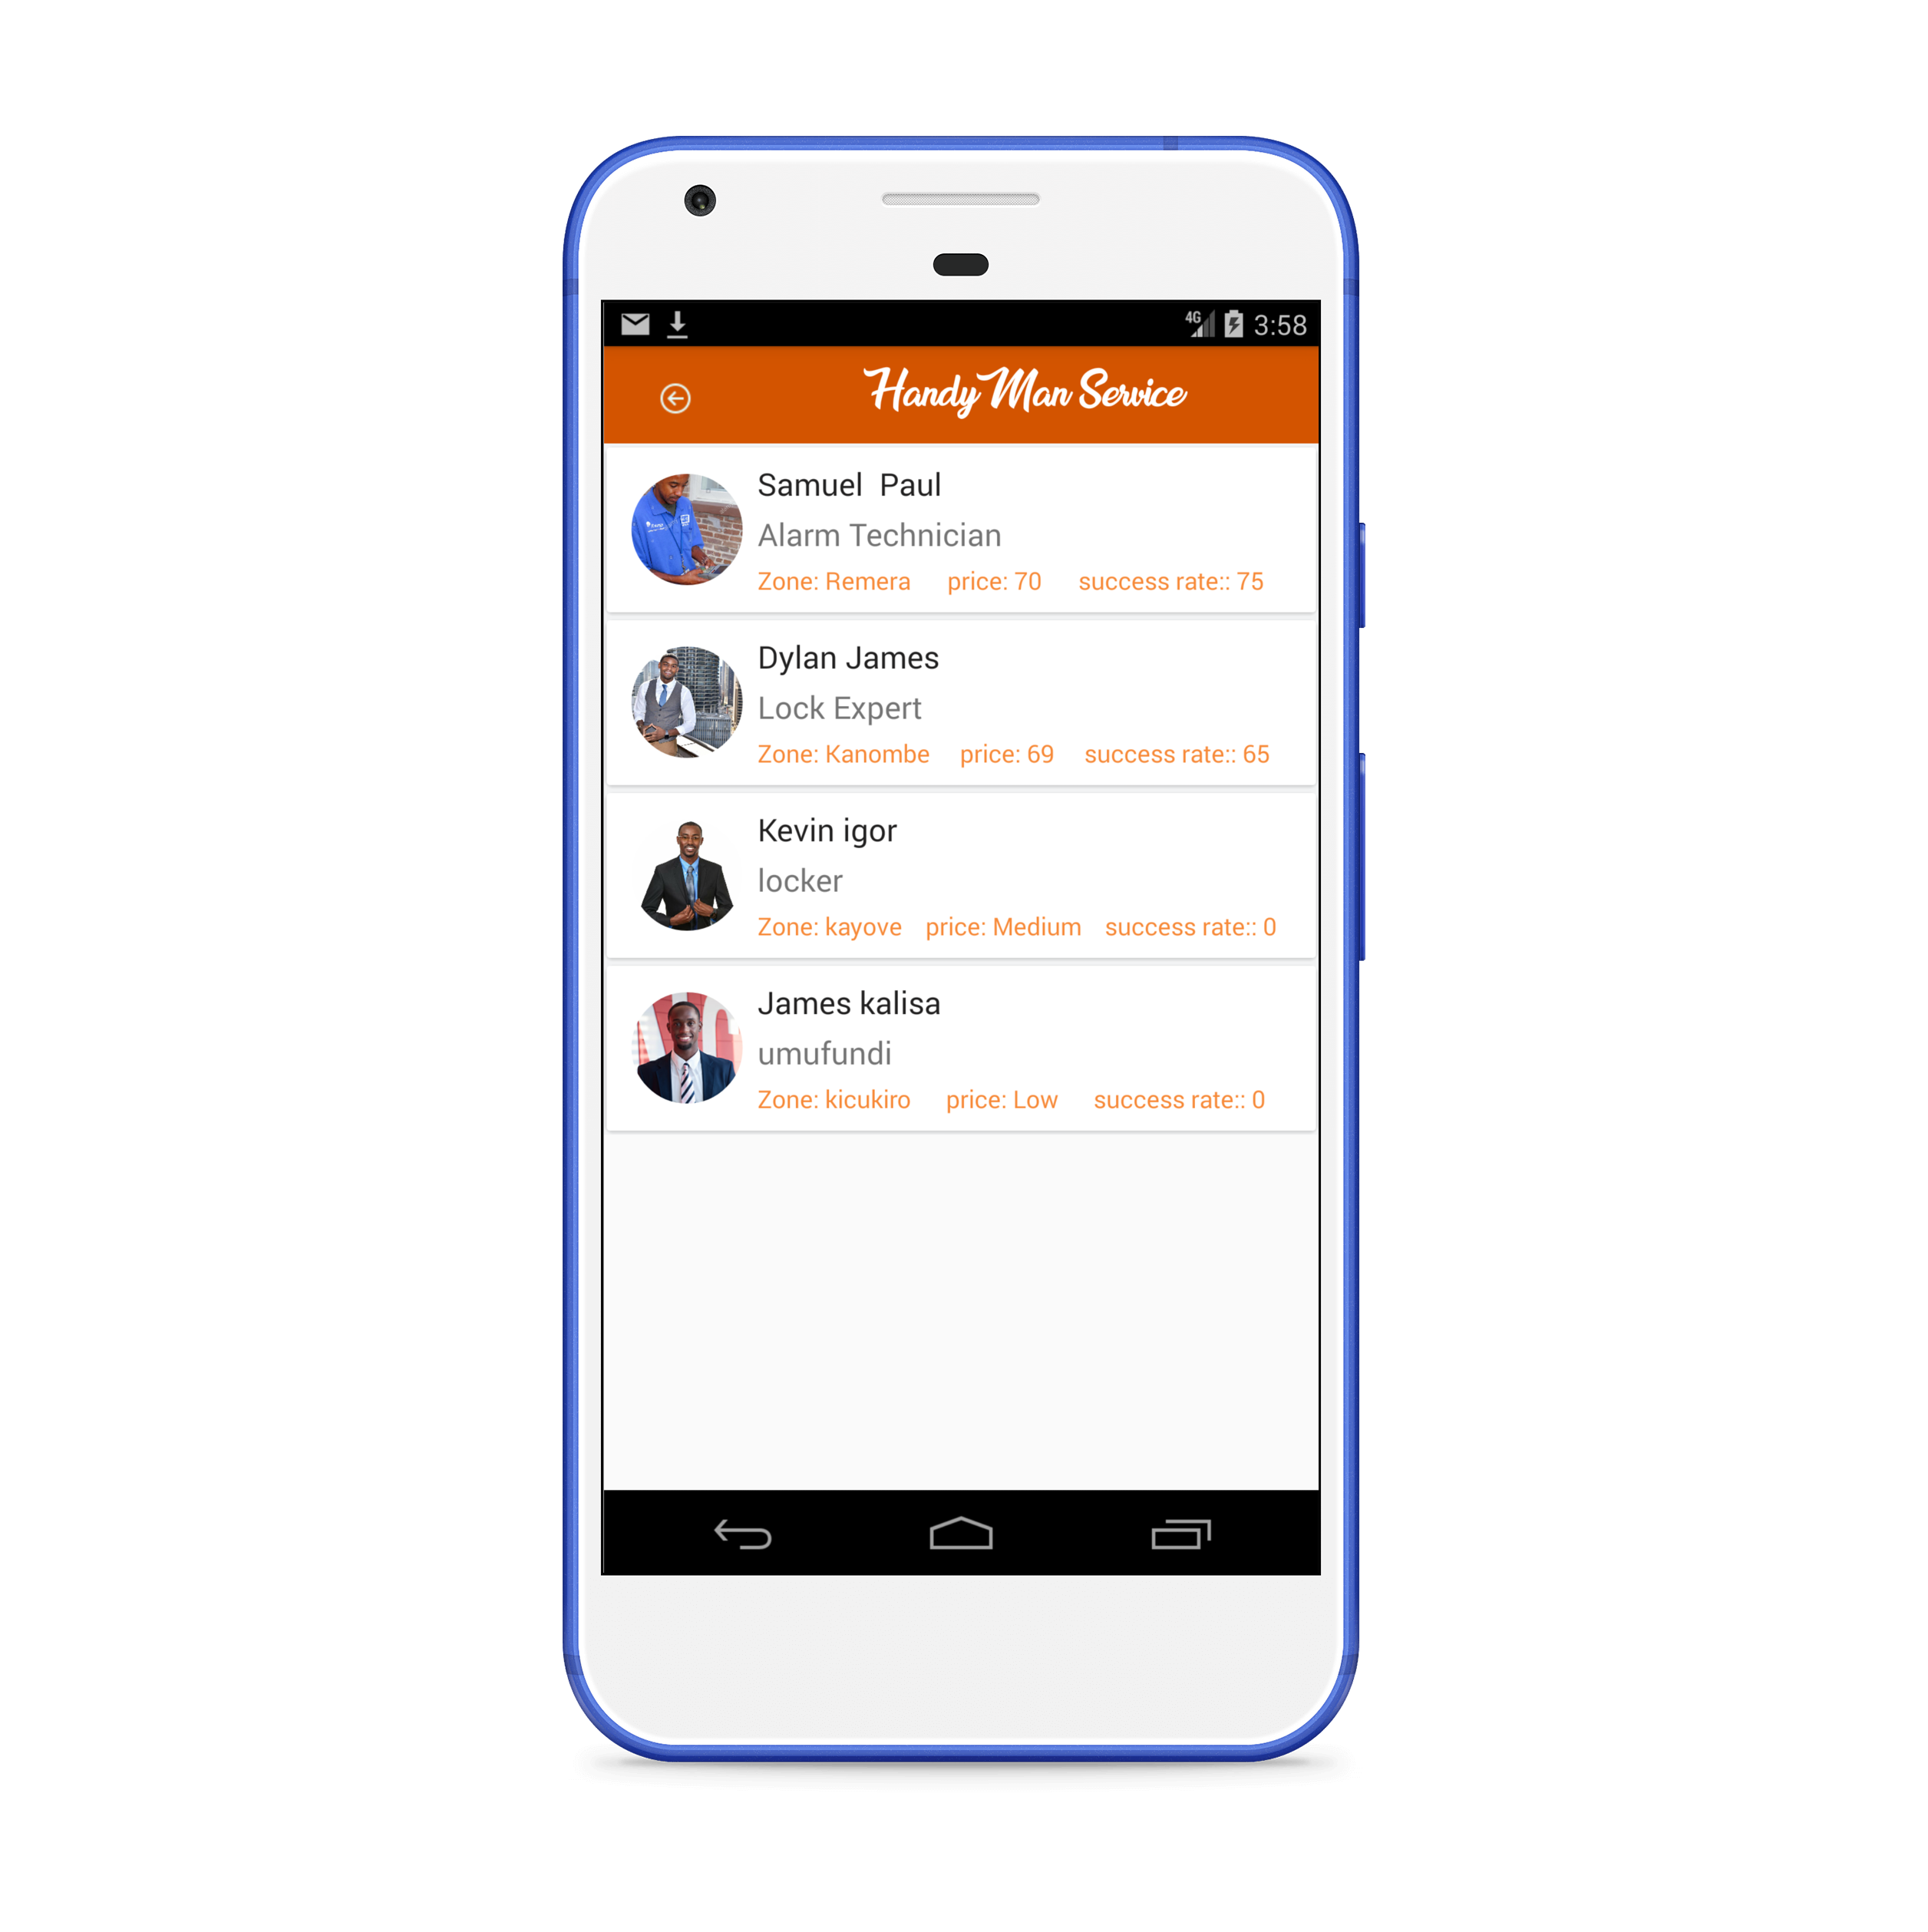 4G 3:58
Handy Man Service
Samuel  Paul
Alarm Technician
Zone: Remera price: 70 success rate:: 75
Dylan James
Lock Expert
Zone: Kanombe price: 69 success rate:: 65
Kevin igor
locker
Zone: kayove price: Medium success rate:: 0
James kalisa
umufundi
Zone: kicukiro price: Low success rate:: 0